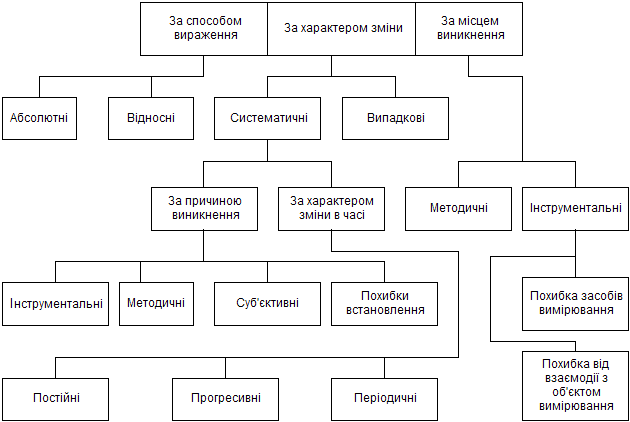 За способом
вираження
За характером зміни
За місцем
виникнення
Абсолютні
Відносні
Систематичні
Випадкові
За причиною
виникнення
За характером
зміни в часі
Методичні
Інструментальні
Інструментальні
Методичні
Суб'єктивні
Похибки
встановлення
Похибка засобів
вимірювання
Постійні
Прогресивні
Періодичні
Похибка від
взаємодії з
об'єктом
вимірювання